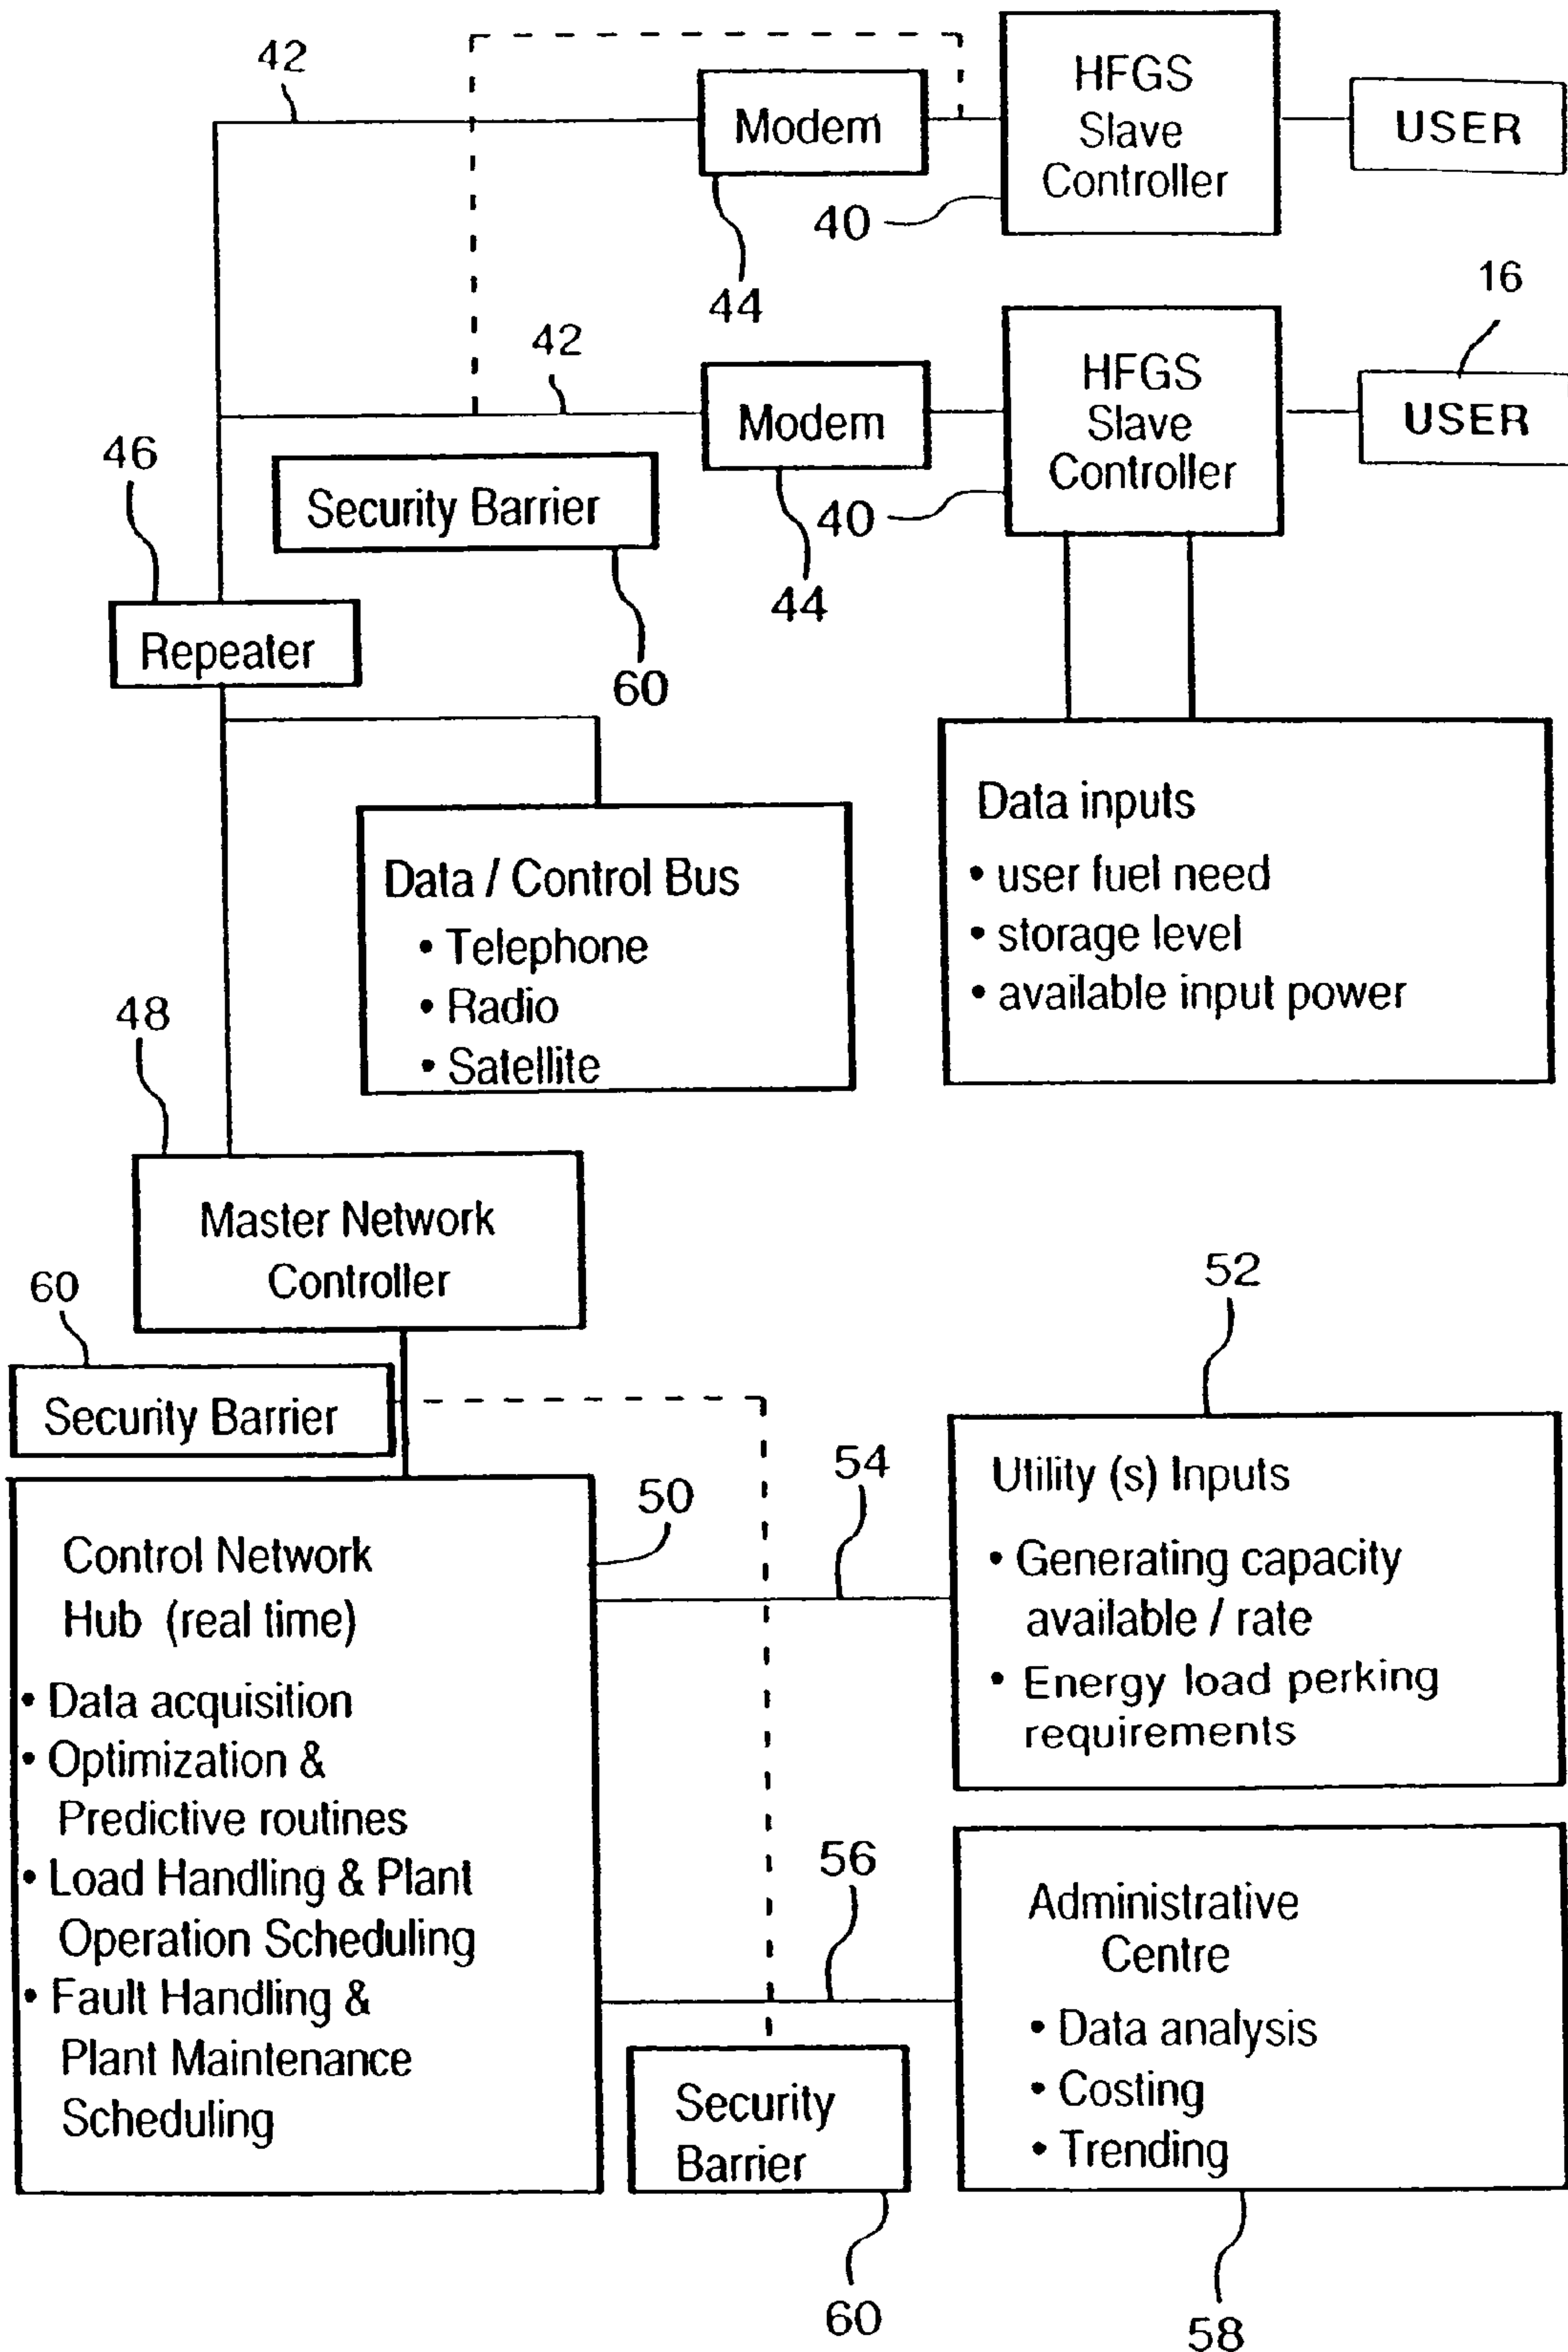 42
Modem
HFGS
Slave
Controller
USER
40
44
16
42
Modem
HFGS
Slave
Controller
USER
46
Security Barrier
40
44
Repeater
60
Data inputs
• user fuel need
• storage level
• available input power
Data / Control Bus
• Telephone
• Radio
• Satellite
48
Master Network
Controller
60
Security Barrier
52
54
Utility (s) Inputs
• Generating capacity
available / rate
• Energy load perking
requirements
50
Control Network
Hub (real time)
• Data acquisition
• Optimization &
Predictive routines
• Load Handling & Plant
Operation Scheduling
• Fault Handling &
Plant Maintenance
Scheduling
56
Administrative
Centre
• Data analysis
• Costing
• Trending
Security
Barrier
60
58